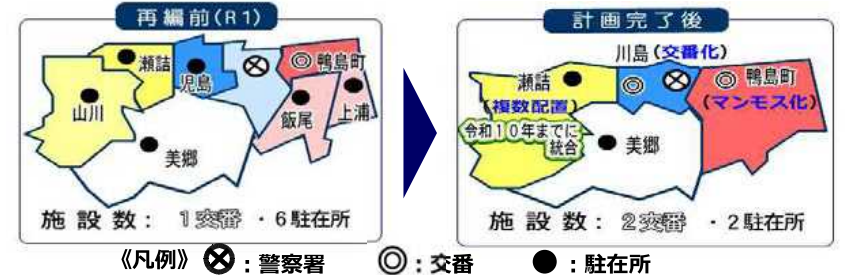 再編前(R1)
瀬詰
児島
鴨島町
山川
飯尾
上浦
美郷
施設数: 1交番・6駐在所
計画完了後
川島(交番化)
瀬詰
鴨島町
(複数配置)
(マンモス化)
令和10年までに
統合
美郷
施設数: 2交番・2駐在所
《凡例》 :警察署 :交番 :駐在所